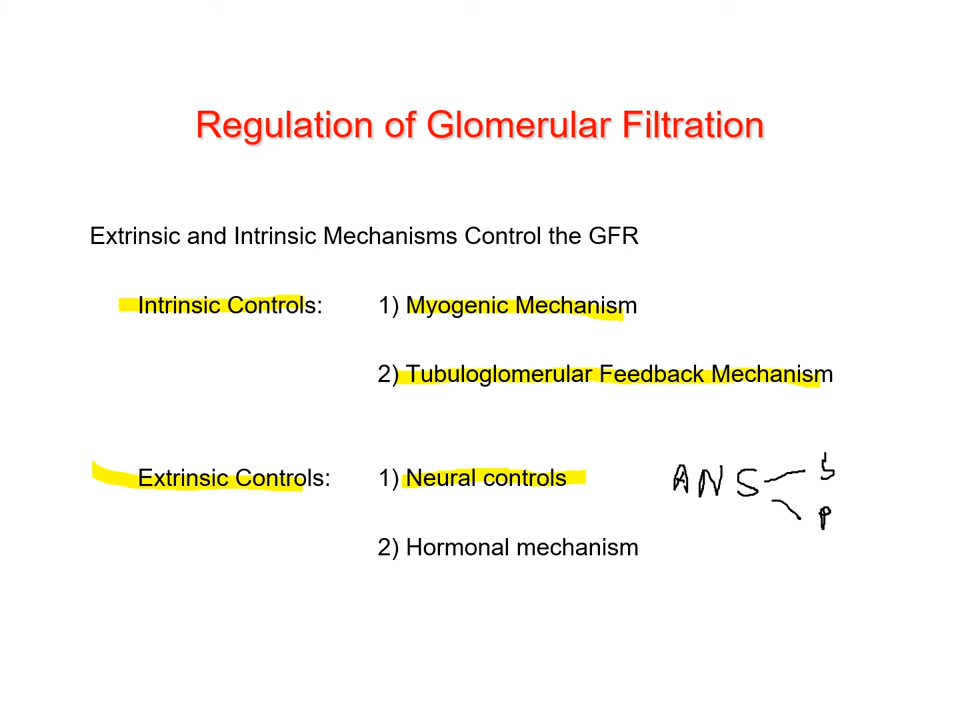 Regulation of Glomerular Filtration
Extrinsic and Intrinsic Mechanisms Control the GFR
Intrinsic Controls: 1) Myogenic Mechanism
2) Tubuloglomerular Feedback Mechanism
Extrinsic Controls: 1) Neural controls ANS S
P
2) Hormonal mechanism